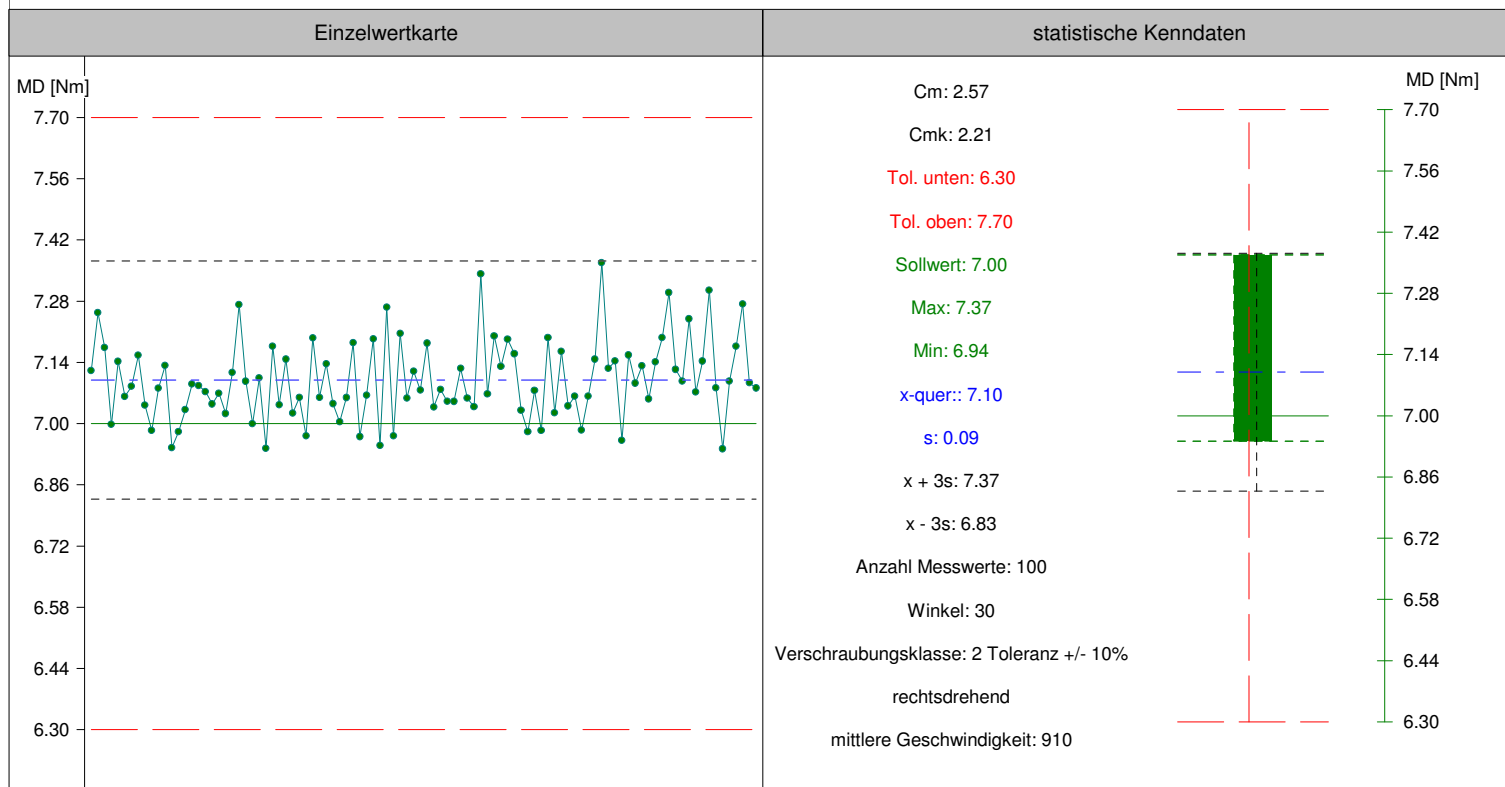 Einzelwertkarte
statistische Kenndaten
MD [Nm]
7.70
7.56
7.42
7.28
7.14
7.00
6.86
6.72
6.58
6.44
6.30
Cm: 2.57
Cmk: 2.21
Tol. unten: 6.30
Tol. oben: 7.70
Sollwert: 7.00
Max: 7.37
Min: 6.94
x-quer:: 7.10
s: 0.09
x + 3s: 7.37
x - 3s: 6.83
Anzahl Messwerte: 100
Winkel: 30
Verschraubungsklasse: 2 Toleranz +/- 10%
rechtsdrehend
mittlere Geschwindigkeit: 910
MD [Nm]
7.70
7.56
7.42
7.28
7.14
7.00
6.86
6.72
6.58
6.44
6.30